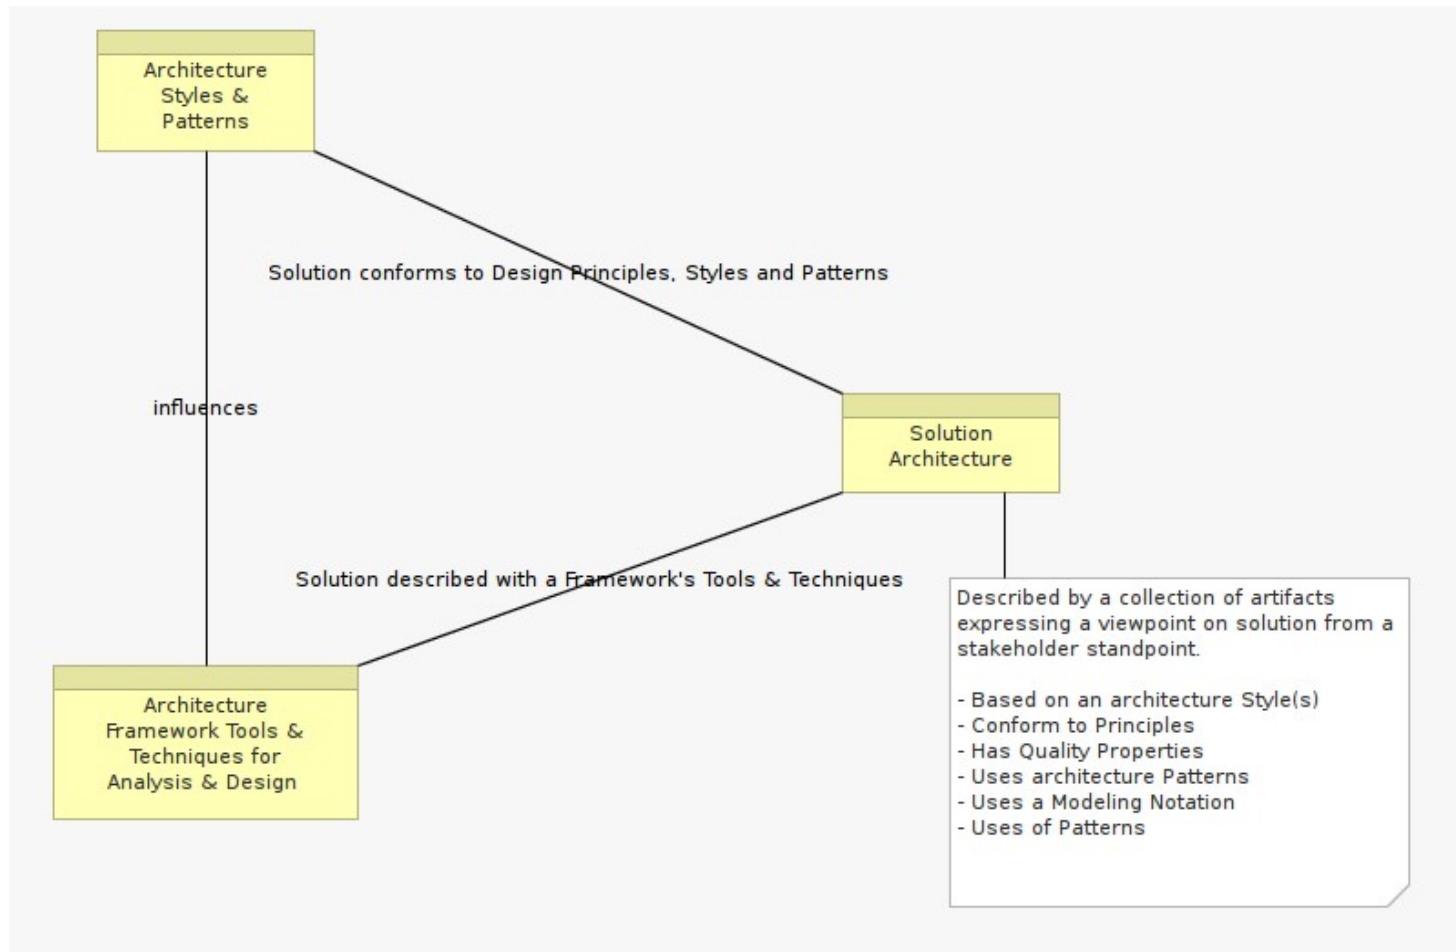 Architecture
Styles &
Patterns
Solution conforms to Design Principles, Styles and Patterns
influences
Solution
Architecture
Solution described with a Framework's Tools & Techniques
Architecture
Framework Tools &
Techniques for
Analysis & Design
Described by a collection of artifacts
expressing a viewpoint on solution from a
stakeholder standpoint.
- Based on an architecture Style(s)
- Conform to Principles
- Has Quality Properties
- Uses architecture Patterns
- Uses a Modeling Notation
- Uses of Patterns